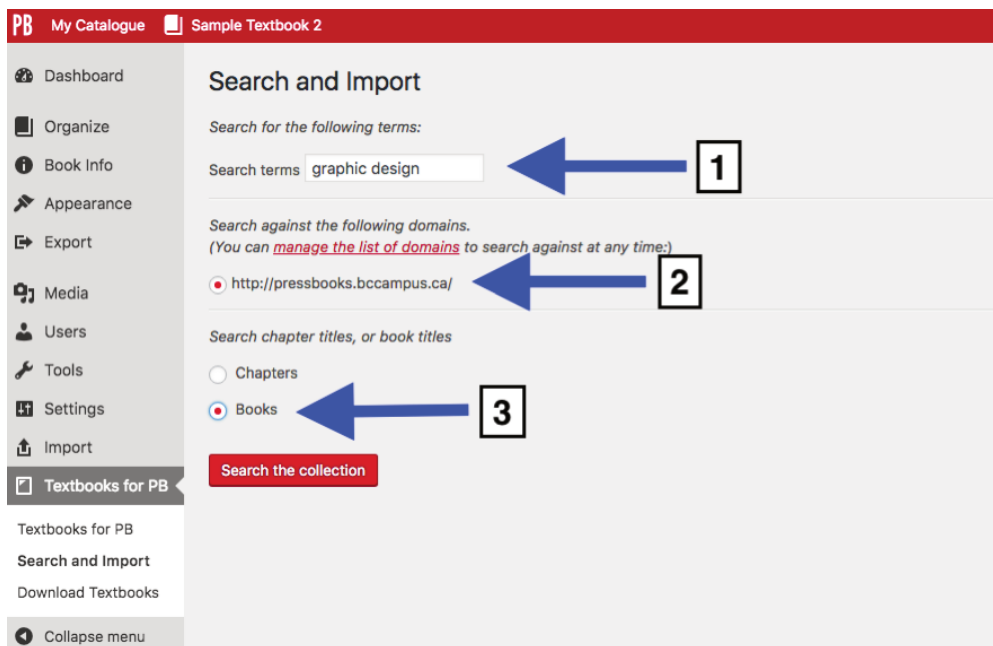 PB My Catalogue Sample Textbook 2
Dashboard
Organize
Book Info
Appearance
Export
Media
Users
Tools
Settings
Import
Textbooks for PB
Textbooks for PB
Search and Import
Download Textbooks
Collapse menu
Search and Import
Search for the following terms:
Search terms graphic design
1
Search against the following domains.
(You can manage the list of domains to search against at any time:)
http://pressbooks.bccampus.ca/
2
Search chapter titles, or book titles
Chapters
Books
3
Search the collection